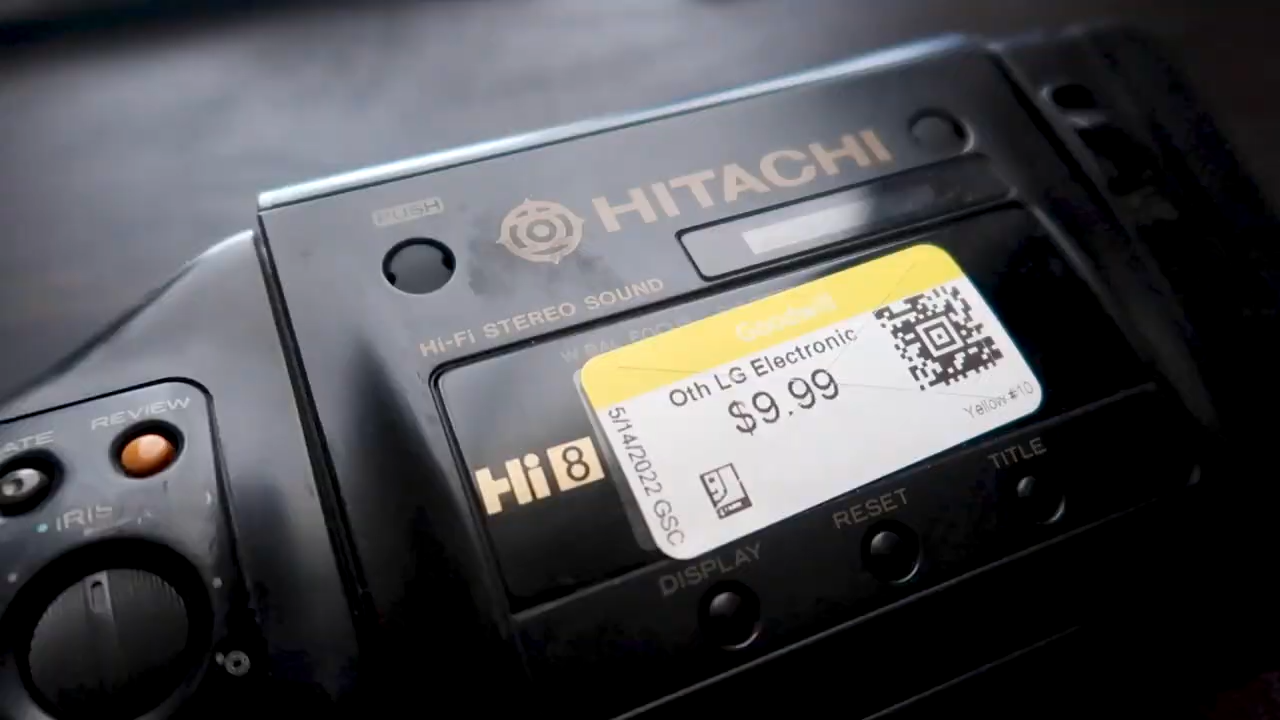 PUSH
HITACHI
Hi-Fi STEREO SOUND
Goodwill
Oth LG Electronic
$9.99
5/14/2022 GSC
Yellow#10
Hi8
REVIEW
IRIS
TITLE
RESET
DISPLAY